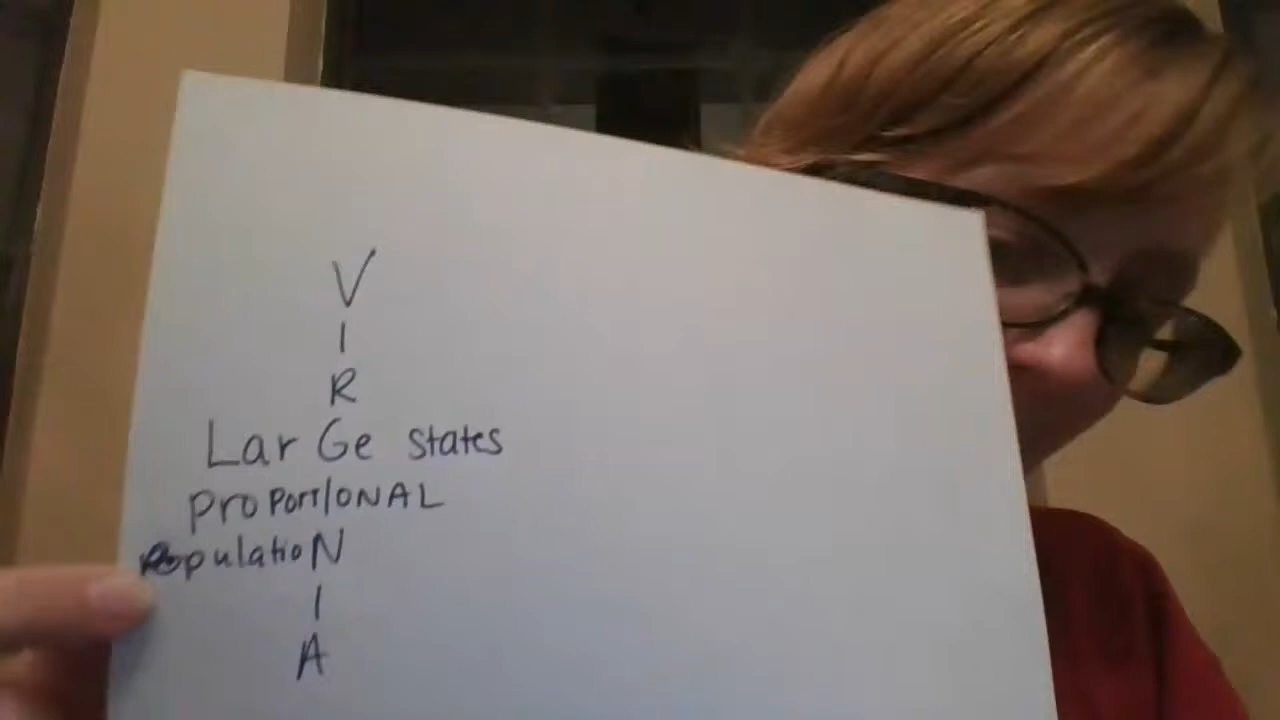 V
I
R
LarGe states
ProPortIONAL
PopulatioN
I
A